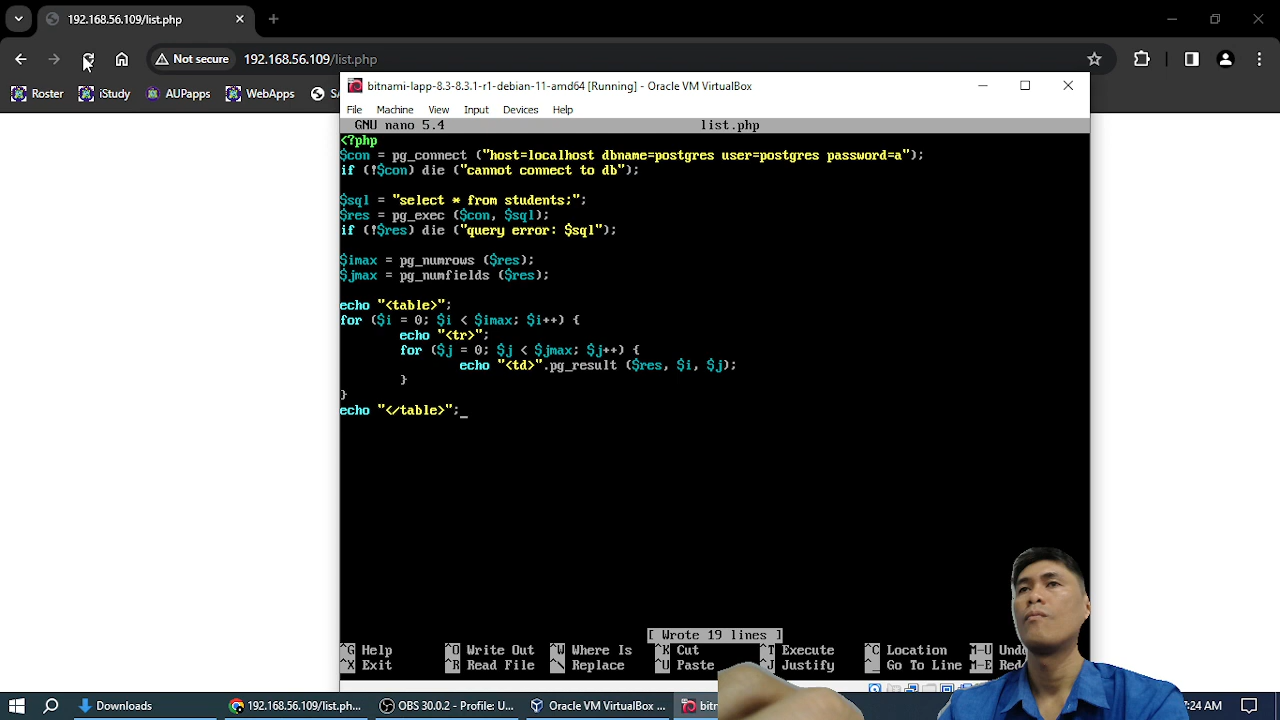 192.168.56.109/list.php
Not secure
192.168.56.109/list.php
Roster
iStudy
AUPapps
WebApps
bitnami-lapp-8.3-8.3.1-r1-debian-11-amd64 [Running] - Oracle VM VirtualBox
File Machine View Input Devices Help
GNU nano 5.4 list.php
<?php
$con = pg_connect ("host=localhost dbname=postgres user=postgres password=a");
if (!$con) die ("cannot connect to db");
$sql = "select * from students;";
$res = pg_exec ($con, $sql);
if (!$res) die ("query error: $sql");
$imax = pg_numrows ($res);
$jmax = pg_numfields ($res);
echo "<table>";
for ($i = 0; $i < $imax; $i++) {
echo "<tr>";
for ($j = 0; $j < $jmax; $j++) {
echo "<td>".pg_result ($res, $i, $j);
}
}
echo "</table>";_
[ Wrote 19 lines ]
^G Help ^O Write Out ^W Where Is ^K Cut ^T Execute ^C Location M-U
^X Exit ^R Read File ^\ Replace ^U Paste ^J Justify ^_ Go To Line M-E
Downloads
192.168.56.109/list.ph...
OBS 30.0.2 - Profile: U...
Oracle VM VirtualBox ...
:24 AM